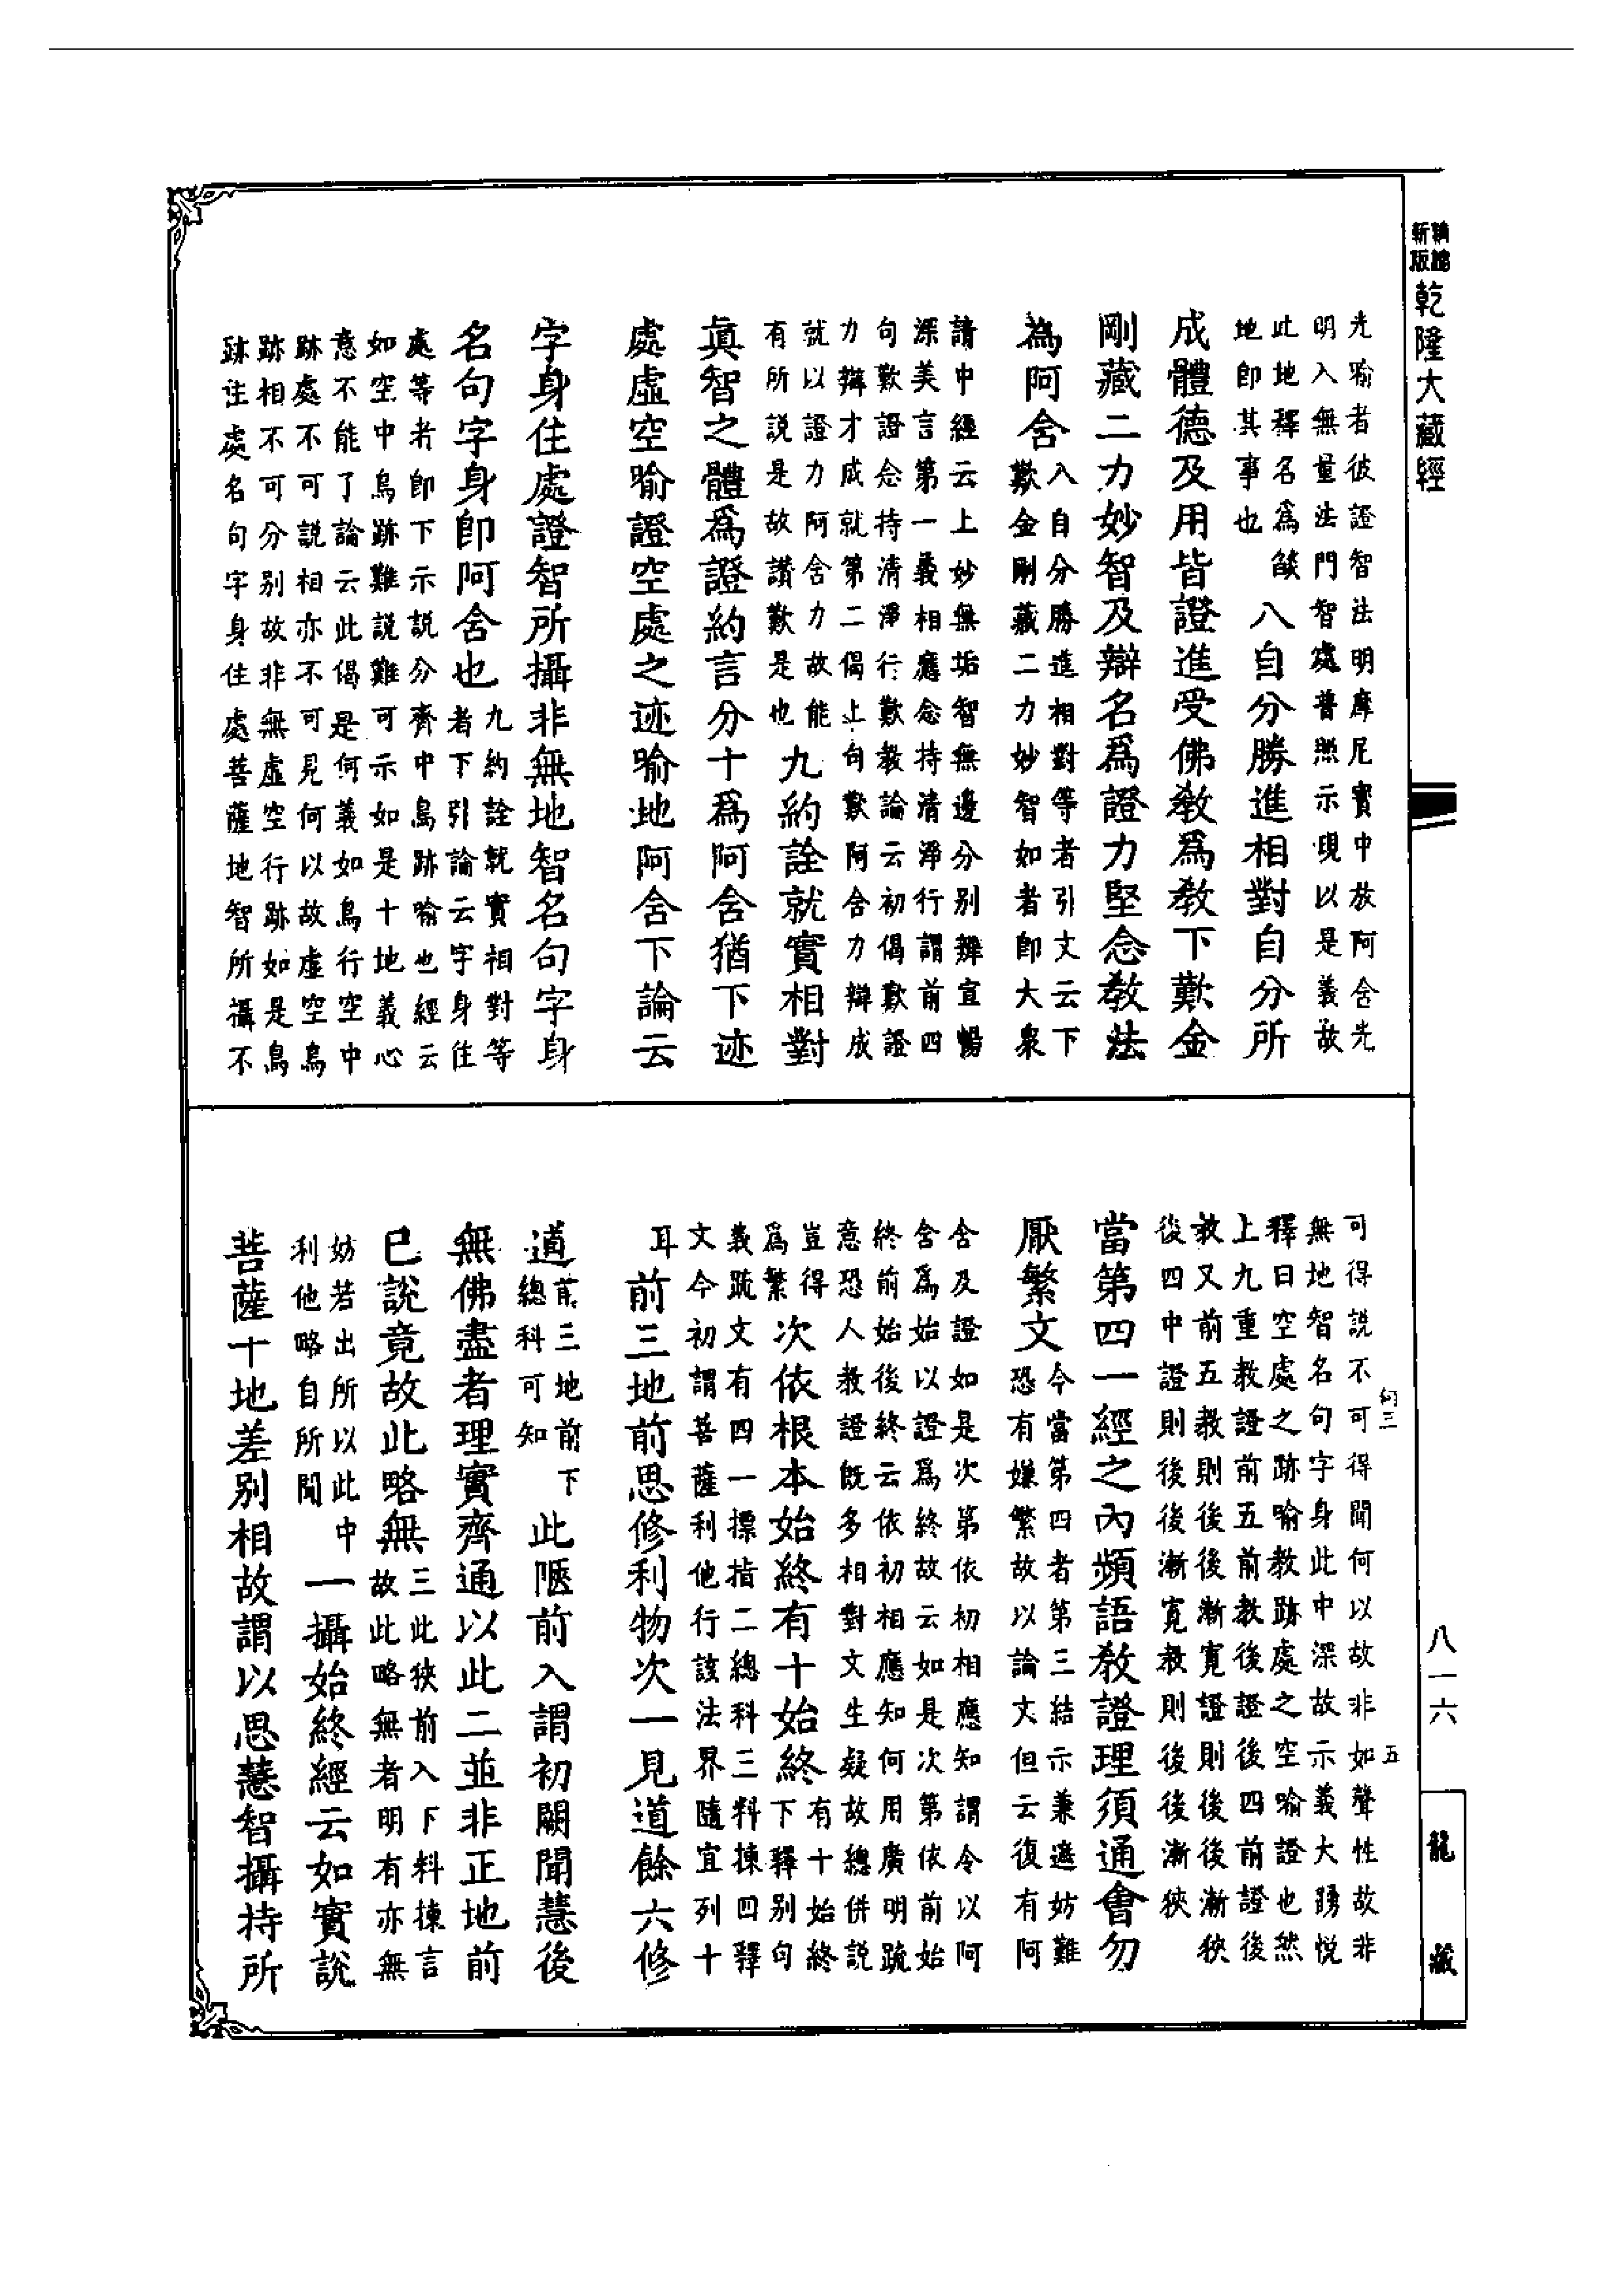 新版
精縮
乾隆大藏經
光喻者彼證智法明摩尼寶中放阿含光
明入無量法門智處普照示現以是義故
此地釋名爲燄
地即其事也
八自分勝進相對自分所
成體德及用皆證進受佛教爲教下歎金
剛藏二力妙智及辯名爲證力堅念教法
為阿含
入自分勝進相對等者引文云下
歎金剛藏二力妙智如者即大衆
請中經云上妙無垢智無邊分別辯宣暢
深美言第一義相應念持清淨行謂前四
句歎證念持清淨行歎教論云初偈歎證
力辯才成就第二偈上句歎阿含力辯成
就以證力阿含力故能
有所說是故讚歎是也
九約詮就實相對
眞智之體爲證約言分十爲阿含猶下迹
處虛空喻證空處之迹喻地阿含下論云
字身住處證智所攝非無地智名句字身
名句字身即阿含也
九約詮就實相對等
者下引論云字身住
處等者即下示說分齊中鳥跡喻也經云
如空中鳥跡難說難可示如是十地義心
意不能了論云此偈是何義如鳥行空中
跡處不可說相亦不可見何以故虛空鳥
跡相不可分別故非無虛空行跡如是鳥
跡住處名句字身住處菩薩地智所攝不
可得說不可得聞何以故非如聲性故非
無地智名句字身此中深故示義大踴悅
釋曰空處之跡喻教跡處之空喻證也然
上九重教證前五前教後證後四前證後
教又前五教則後後漸寬證則後後漸狹
後四中證則後後漸寬教則後後漸狹
當第四一經之內頻語教證理須通會勿
厭繁文
今當第四者第三結示兼遮妨難
恐有嫌繁故以論文但云復有阿
含及證如是次第依初相應知謂令以阿
含爲始以證爲終故云如是次第依前始
終前始後終云依初相應知何用廣明疏
意恐人教證既多相對文生疑故總併說
豈得
爲繁
次依根本始終有十始終
有十始終
下釋別句
義疏文有四一標指二總科三料揀四釋
文今初謂菩薩利他行該法界隨宜列十
耳
前三地前思修利物次一見道餘六修
道
前三地前下
總科可知
此陿前入謂初闕聞慧後
無佛盡者理實齊通以此二並非正地前
已說竟故此略無
三此狹前入下料揀言
故此略無者明有亦無
妨若出所以此中
利他略自所聞
一攝始終經云如實說
菩薩十地差別相故謂以思慧智攝持所
八一六
龍藏